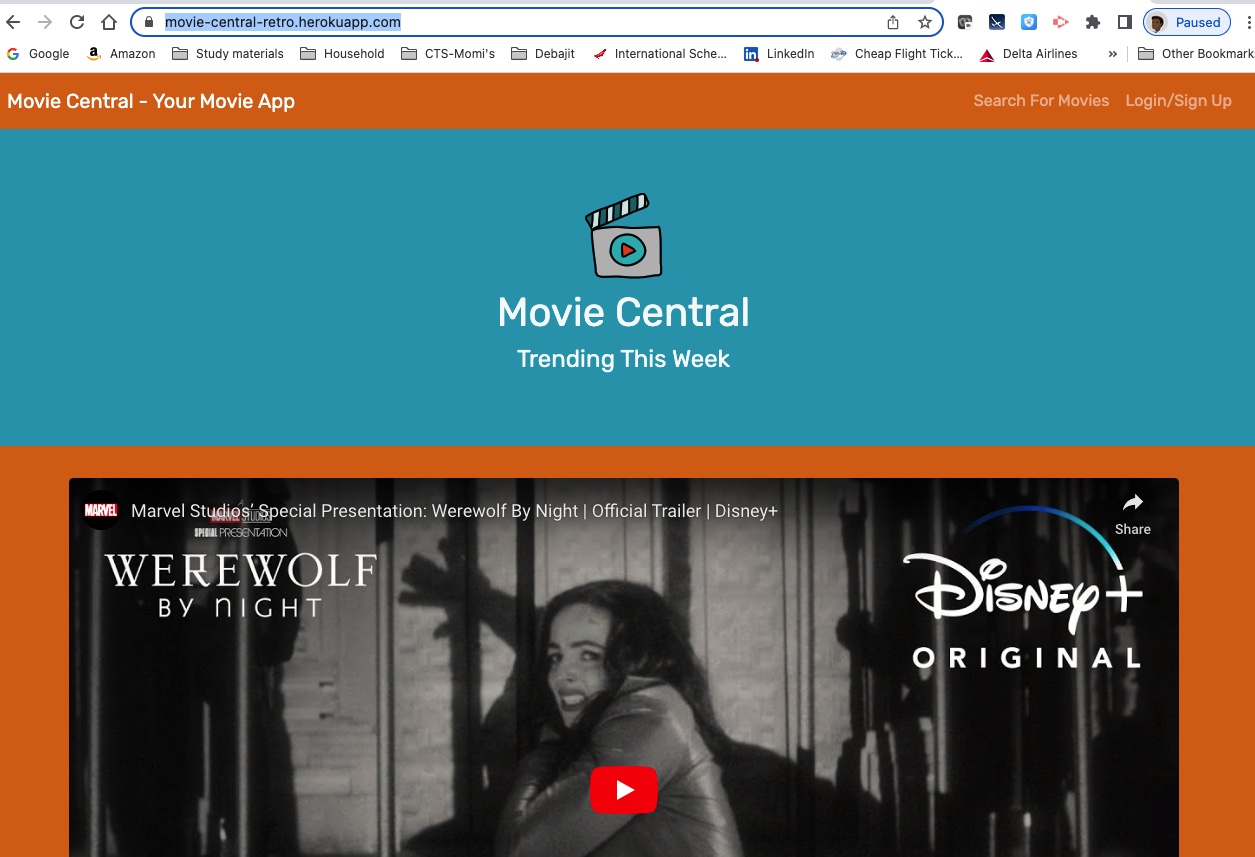 movie-central-retro.herokuapp.com
Paused
Google Amazon Study materials Household CTS-Momi's Debajit International Sche... LinkedIn Cheap Flight Tick... Delta Airlines » Other Bookmark
Movie Central - Your Movie App Search For Movies Login/Sign Up
Movie Central
Trending This Week
MARVEL Marvel Studios' Special Presentation: Werewolf By Night | Official Trailer | Disney+
Share
MARVEL STUDIOS
SPECIAL PRESENTATION
WEREWOLF
BY NIGHT
Disney+
ORIGINAL